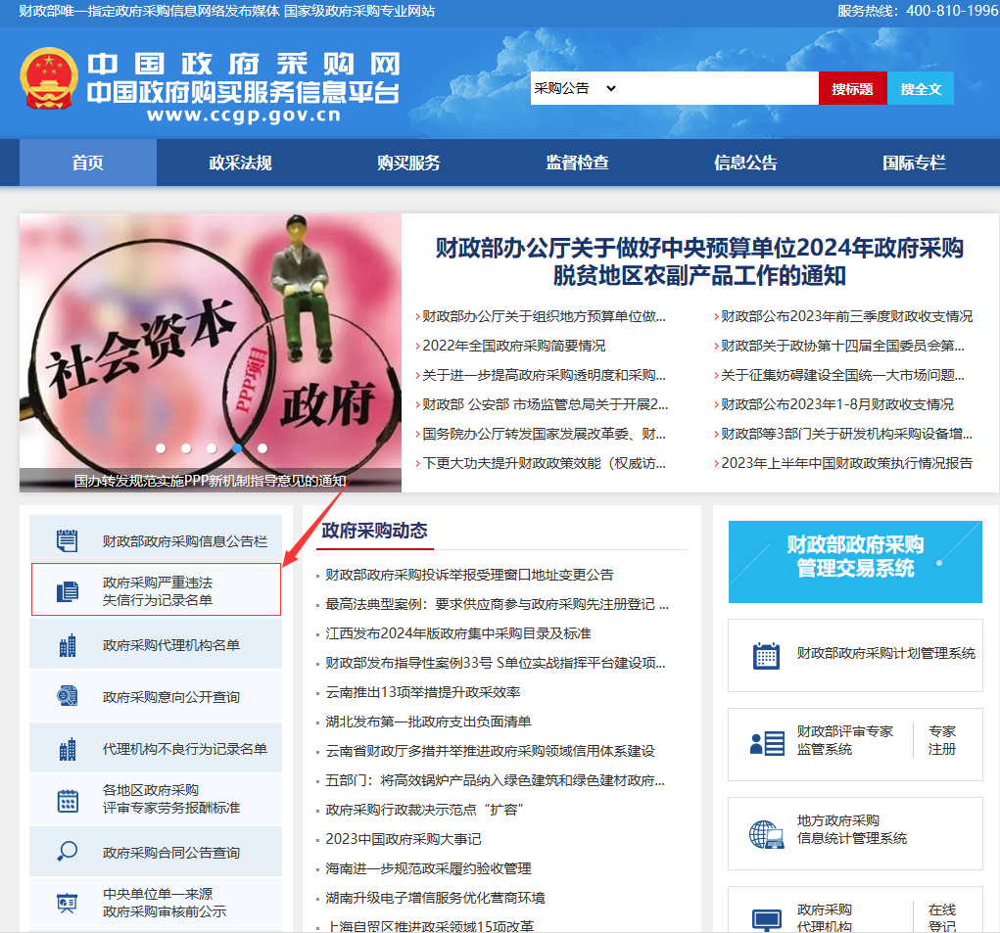 财政部唯一指定政府采购信息网络发布媒体 国家级政府采购专业网站
服务热线：400-810-1996
中国政府采购网
中国政府购买服务信息平台
www.ccgp.gov.cn
采购公告
搜标题
搜全文
首页
政采法规
购买服务
监督检查
信息公告
国际专栏
社会资本
PPP项目
政府
国办转发规范实施PPP新机制指导意见的通知
财政部办公厅关于做好中央预算单位2024年政府采购
脱贫地区农副产品工作的通知
财政部办公厅关于组织地方预算单位做...
2022年全国政府采购简要情况
关于进一步提高政府采购透明度和采购...
财政部 公安部 市场监管总局关于开展2...
国务院办公厅转发国家发展改革委、财...
下更大功夫提升财政政策效能（权威访...
财政部公布2023年前三季度财政收支情况
财政部关于政协第十四届全国委员会第...
关于征集妨碍建设全国统一大市场问题...
财政部公布2023年1-8月财政收支情况
财政部等3部门关于研发机构采购设备增...
2023年上半年中国财政政策执行情况报告
财政部政府采购信息公告栏
政府采购严重违法
失信行为记录名单
政府采购代理机构名单
政府采购意向公开查询
代理机构不良行为记录名单
各地区政府采购
评审专家劳务报酬标准
政府采购合同公告查询
中央单位单一来源
政府采购审核前公示
政府采购动态
财政部政府采购投诉举报受理窗口地址变更公告
最高法典型案例：要求供应商参与政府采购先注册登记 ...
江西发布2024年版政府集中采购目录及标准
财政部发布指导性案例33号 S单位实战指挥平台建设项...
云南推出13项举措提升政采效率
湖北发布第一批政府支出负面清单
云南省财政厅多措并举推进政府采购领域信用体系建设
五部门：将高效锅炉产品纳入绿色建筑和绿色建材政府...
政府采购行政裁决示范点“扩容”
2023中国政府采购大事记
海南进一步规范政采履约验收管理
湖南升级电子增信服务优化营商环境
上海自贸区推进政采领域15项改革
财政部政府采购
管理交易系统
财政部政府采购计划管理系统
财政部评审专家
监管系统
专家
注册
地方政府采购
信息统计管理系统
政府采购
代理机构
在线
登记